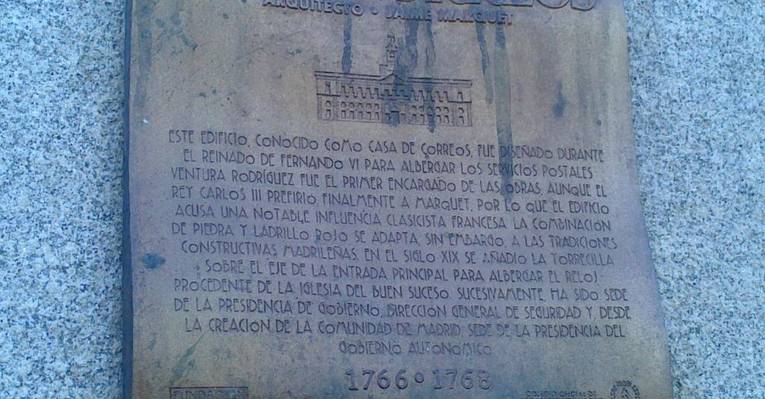 ARQUITECTO • JAIME MARQUET
ESTE EDIFICIO, CONOCIDO COMO CASA DE CORREOS, FUE DISEÑADO DURANTE
EL REINADO DE FERNANDO VI PARA ALBERGAR LOS SERVICIOS POSTALES
VENTURA RODRÍGUEZ FUE EL PRIMER ENCARGADO DE LAS OBRAS, AUNQUE EL
REY CARLOS III PREFIRIO FINALMENTE A MARQUET, POR LO QUE EL EDIFICIO
ACUSA UNA NOTABLE INFLUENCIA CLASICISTA FRANCESA. LA COMBINACIÓN
DE PIEDRA Y LADRILLO ROJO SE ADAPTA, SIN EMBARGO, A LAS TRADICIONES
CONSTRUCTIVAS MADRILEÑAS. EN EL SIGLO XIX SE AÑADIO LA TORRECILLA
SOBRE EL EJE DE LA ENTRADA PRINCIPAL PARA ALBERGAR EL RELOJ
PROCEDENTE DE LA IGLESIA DEL BUEN SUCESO. SUCESIVAMENTE, HA SIDO SEDE
DE LA PRESIDENCIA DE GOBIERNO, DIRECCIÓN GENERAL DE SEGURIDAD Y, DESDE
LA CREACIÓN DE LA COMUNIDAD DE MADRID SEDE DE LA PRESIDENCIA DEL
GOBIERNO AUTONOMICO
1766 • 1768